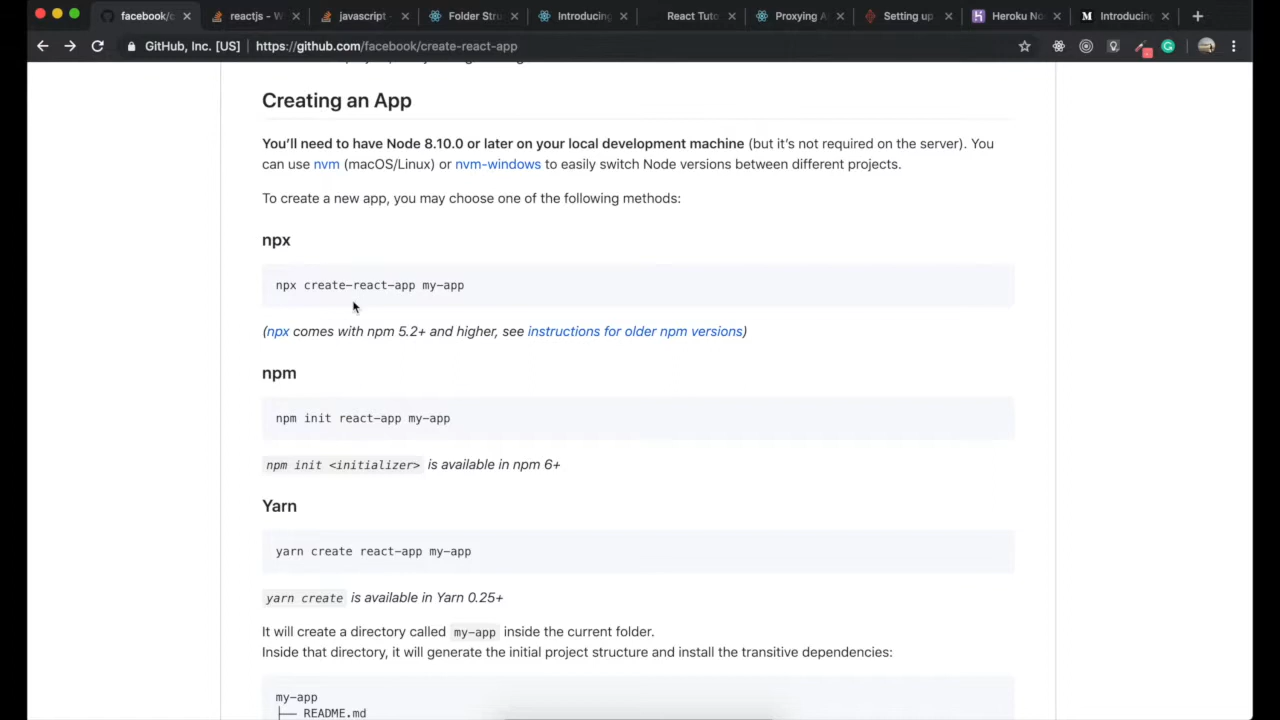 facebook/c
reactjs - W
javascript -
Folder Stru
Introducing
React Tuto
Proxying A
Setting up
Heroku No
Introducing
GitHub, Inc. [US]
https://github.com/facebook/create-react-app
Creating an App
You'll need to have Node 8.10.0 or later on your local development machine (but it's not required on the server). You
can use nvm (macOS/Linux) or nvm-windows to easily switch Node versions between different projects.
To create a new app, you may choose one of the following methods:
npx
npx create-react-app my-app
(npx comes with npm 5.2+ and higher, see instructions for older npm versions)
npm
npm init react-app my-app
npm init <initializer> is available in npm 6+
Yarn
yarn create react-app my-app
yarn create is available in Yarn 0.25+
It will create a directory called my-app inside the current folder.
Inside that directory, it will generate the initial project structure and install the transitive dependencies:
my-app
├── README.md